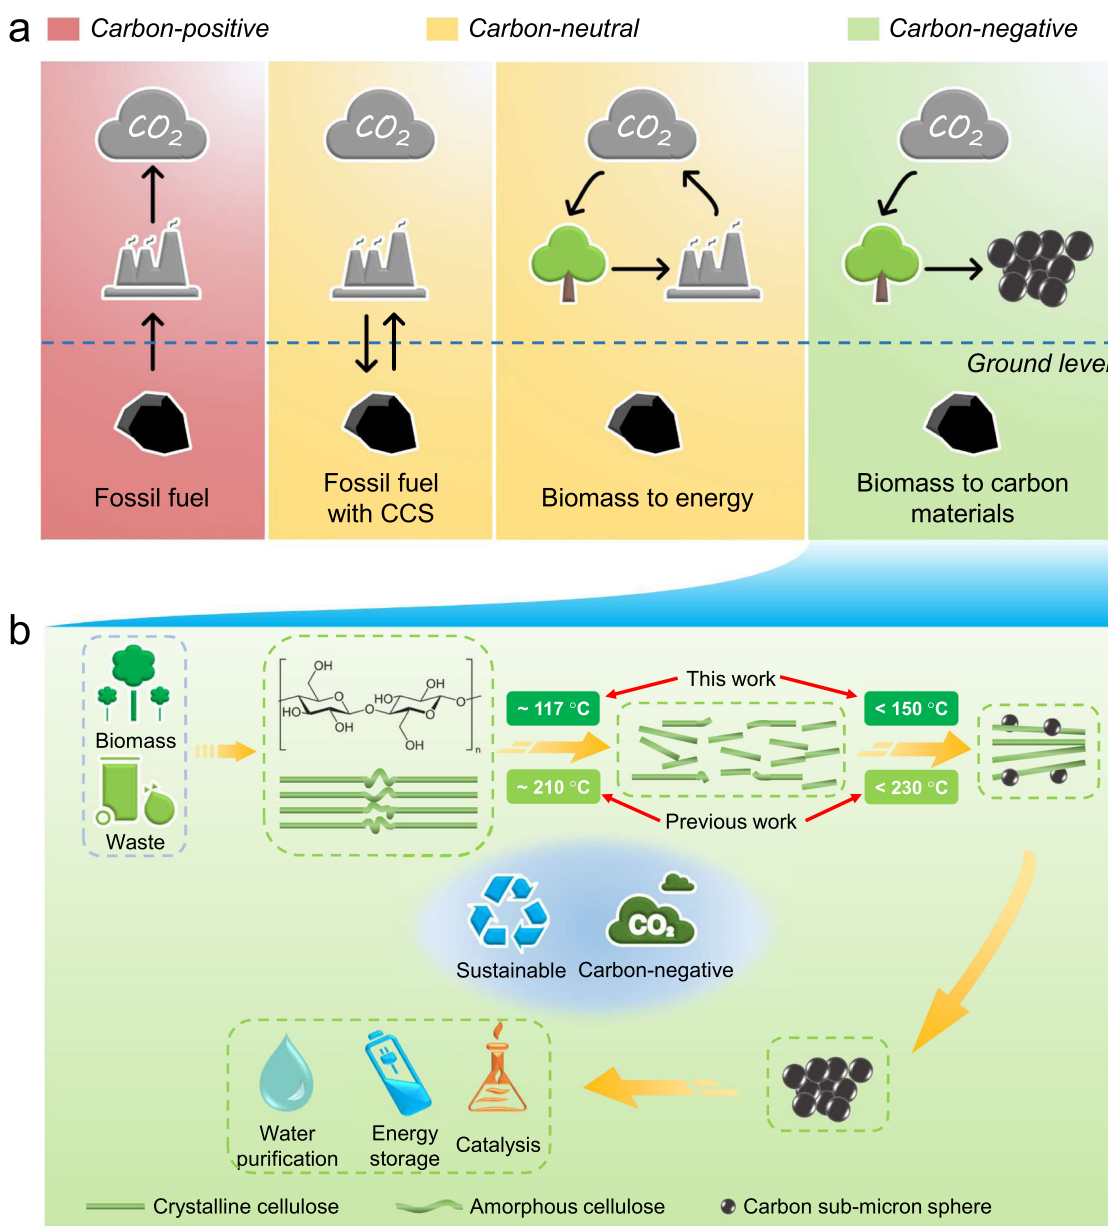 a
Carbon-positive
Carbon-neutral
Carbon-negative
CO2
CO2
CO2
CO2
Ground level
Fossil fuel
Fossil fuel
with CCS
Biomass to energy
Biomass to carbon
materials
b
Biomass
Waste
OH
HO
OH
OH
O
O
HO
OH
OH
O
O
OH
n
~ 117 °C
This work
< 150 °C
~ 210 °C
Previous work
< 230 °C
CO2
Sustainable
Carbon-negative
Water
purification
Energy
storage
Catalysis
Crystalline cellulose
Amorphous cellulose
Carbon sub-micron sphere